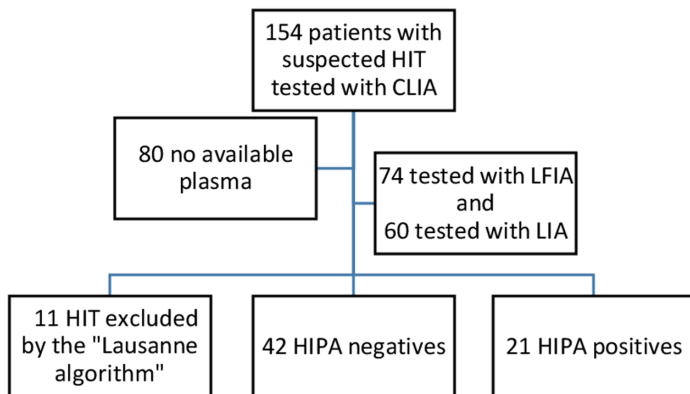 154 patients with
suspected HIT
tested with CLIA
80 no available
plasma
74 tested with LFIA
and
60 tested with LIA
11 HIT excluded
by the "Lausanne
algorithm"
42 HIPA negatives
21 HIPA positives